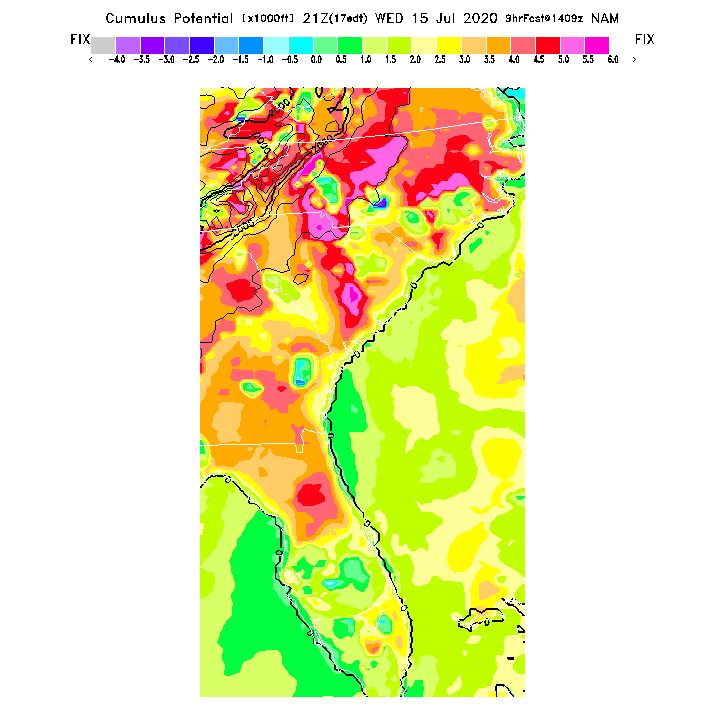 Cumulus Potential [x1000ft] 21Z(17edt) WED 15 Jul 2020 9hrFcst@1409z NAM
FIX FIX
< -4.0 -3.5 -3.0 -2.5 -2.0 -1.5 -1.0 -0.5 0.0 0.5 1.0 1.5 2.0 2.5 3.0 3.5 4.0 4.5 5.0 5.5 6.0 >